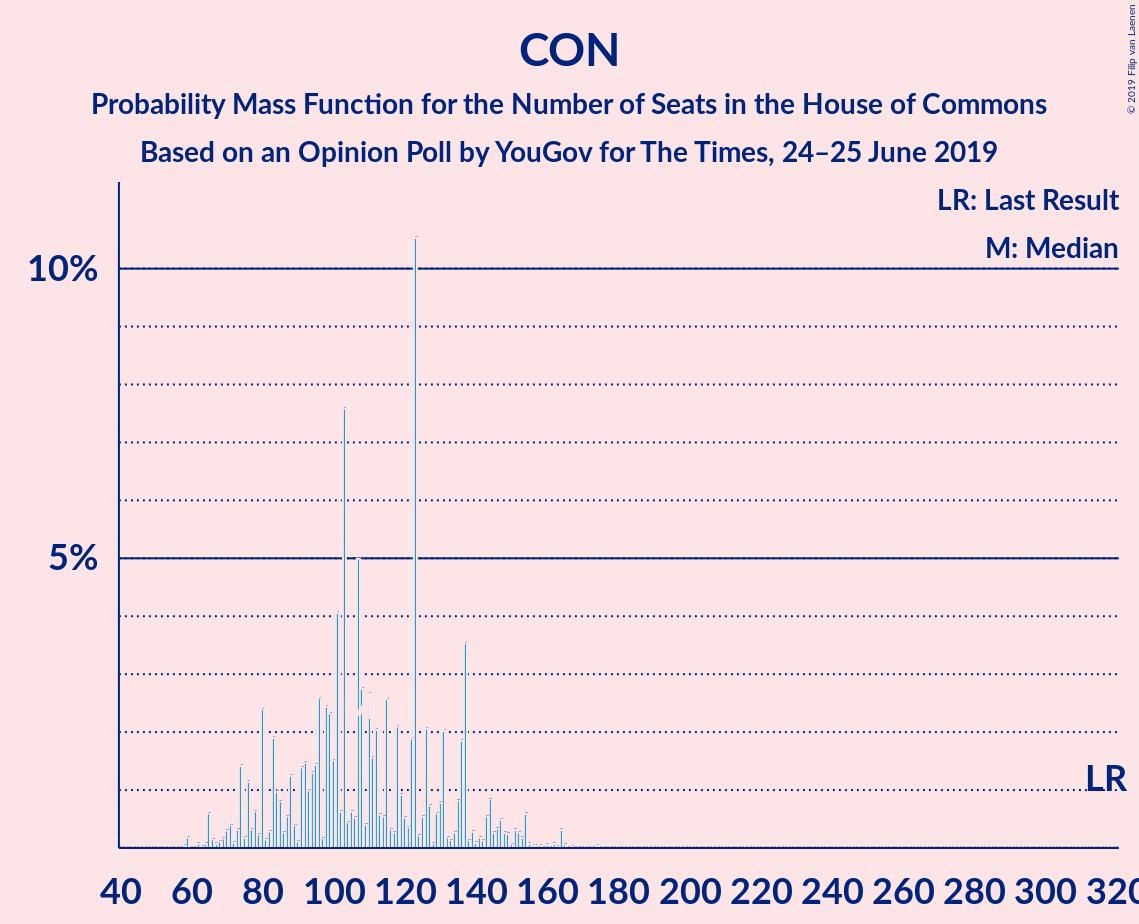 CON
Probability Mass Function for the Number of Seats in the House of Commons
Based on an Opinion Poll by YouGov for The Times, 24–25 June 2019
© 2019 Filip van Laenen
LR: Last Result
M: Median
10%
5%
LR
40 60 80 100 120 140 160 180 200 220 240 260 280 300 320